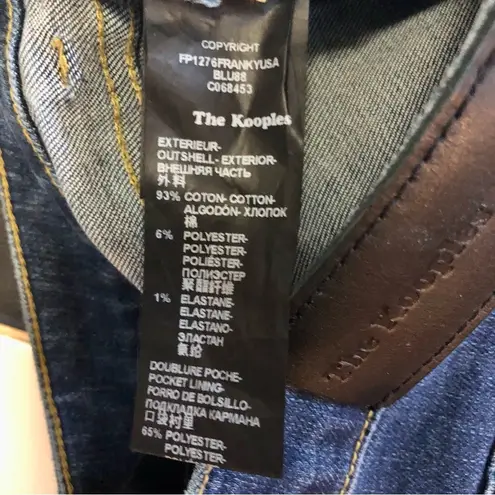 COPYRIGHT
FP1276FRANKYUSA
BLU88
C068453
The Kooples
EXTERIEUR-
OUTSHELL- EXTERIOR-
ВНЕШНЯЯ ЧАСТЬ
外料
93% COTON- COTTON-
ALGODÓN- ХЛОПОК
棉
6% POLYESTER-
POLYESTER-
POLIÉSTER-
ПОЛИЭСТЕР
聚醋纤维
1% ELASTANE-
ELASTANE-
ELASTANO-
ЭЛАСТАН
氨纶
DOUBLURE POCHE-
POCKET LINING-
FORRO DE BOLSILLO-
ПОДКЛАДКА КАРМАНА
口袋衬里
65% POLYESTER-
POLYESTER-
The Kooples